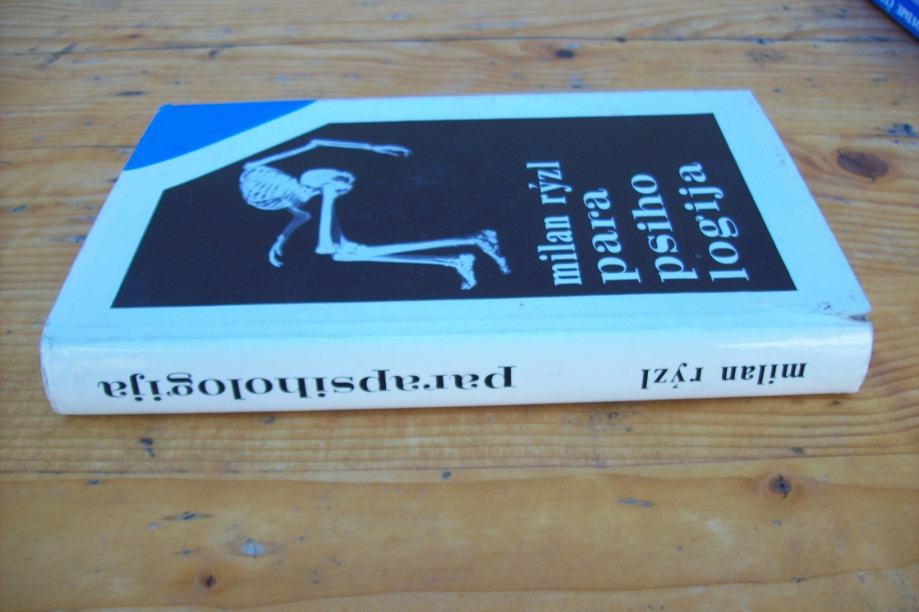 milan rýzl
para
psiho
logija
milan rýzl
parapsihologija